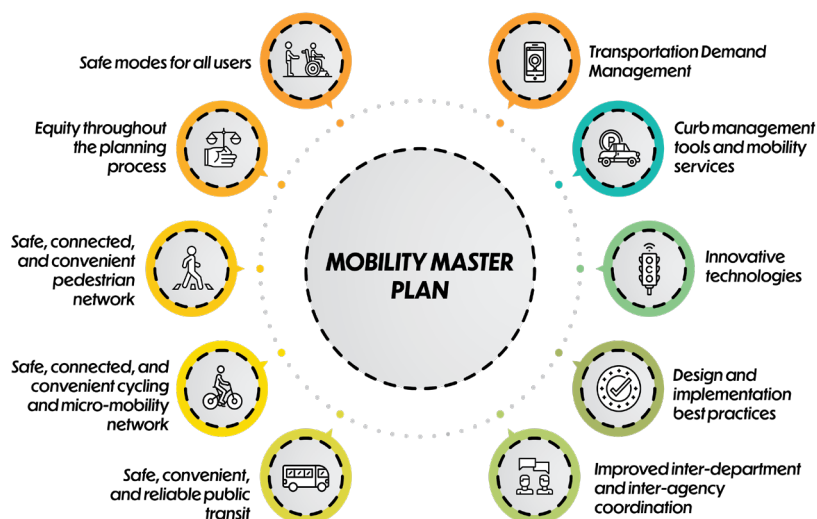 Safe modes for all users
Equity throughout
the planning
process
Safe, connected,
and convenient
pedestrian
network
Safe, connected, and
convenient cycling
and micro-mobility
network
Safe, convenient,
and reliable public
transit
MOBILITY MASTER
PLAN
Transportation Demand
Management
P
Curb management
tools and mobility
services
Innovative
technologies
Design and
implementation
best practices
Improved inter-department
and inter-agency
coordination